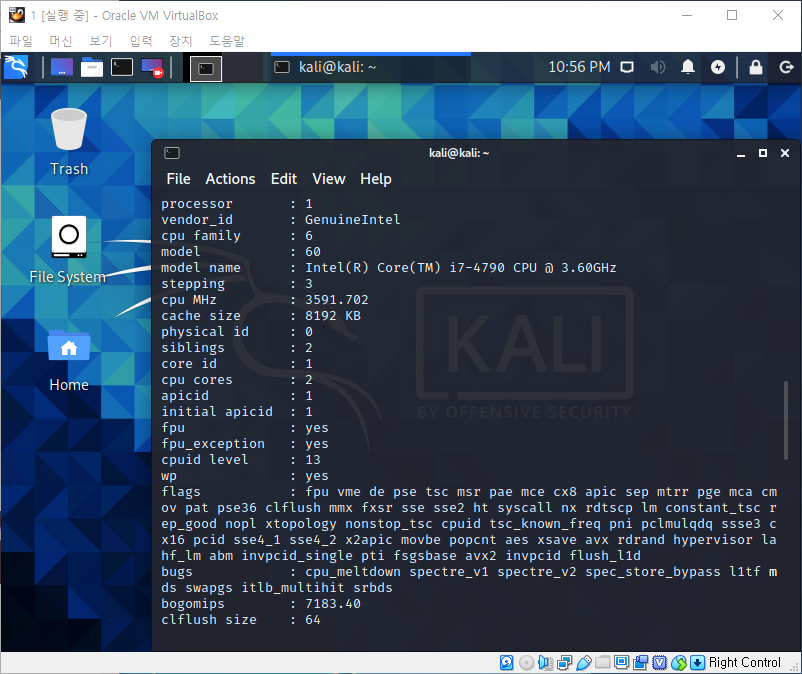 1 [실행 중] - Oracle VM VirtualBox
파일 머신 보기 입력 장치 도움말
kali@kali: ~
10:56 PM
Trash
File System
Home
kali@kali: ~
File Actions Edit View Help
processor : 1
vendor_id : GenuineIntel
cpu family : 6
model : 60
model name : Intel(R) Core(TM) i7-4790 CPU @ 3.60GHz
stepping : 3
cpu MHz : 3591.702
cache size : 8192 KB
physical id : 0
siblings : 2
core id : 1
cpu cores : 2
apicid : 1
initial apicid : 1
fpu : yes
fpu_exception : yes
cpuid level : 13
wp : yes
flags : fpu vme de pse tsc msr pae mce cx8 apic sep mtrr pge mca cm
ov pat pse36 clflush mmx fxsr sse sse2 ht syscall nx rdtscp lm constant_tsc r
ep_good nopl xtopology nonstop_tsc cpuid tsc_known_freq pni pclmulqdq ssse3 c
x16 pcid sse4_1 sse4_2 x2apic movbe popcnt aes xsave avx rdrand hypervisor la
hf_lm abm invpcid_single pti fsgsbase avx2 invpcid flush_l1d
bugs : cpu_meltdown spectre_v1 spectre_v2 spec_store_bypass l1tf m
ds swapgs itlb_multihit srbds
bogomips : 7183.40
clflush size : 64
KALI
BY OFFENSIVE SECURITY
Right Control